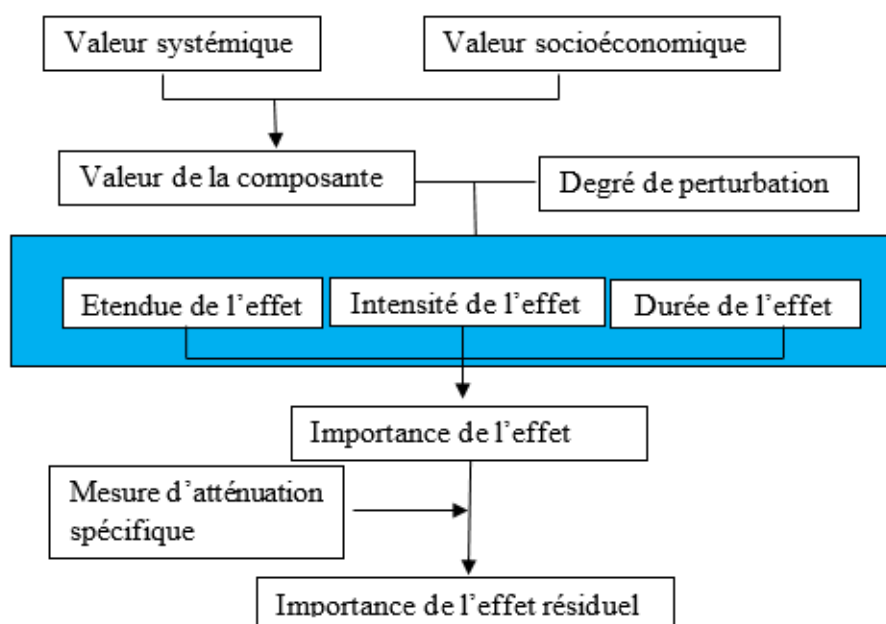 Valeur systémique
Valeur socioéconomique
Valeur de la composante
Degré de perturbation
Etendue de l'effet
Intensité de l'effet
Durée de l'effet
Importance de l'effet
Mesure d'atténuation
spécifique
Importance de l'effet résiduel